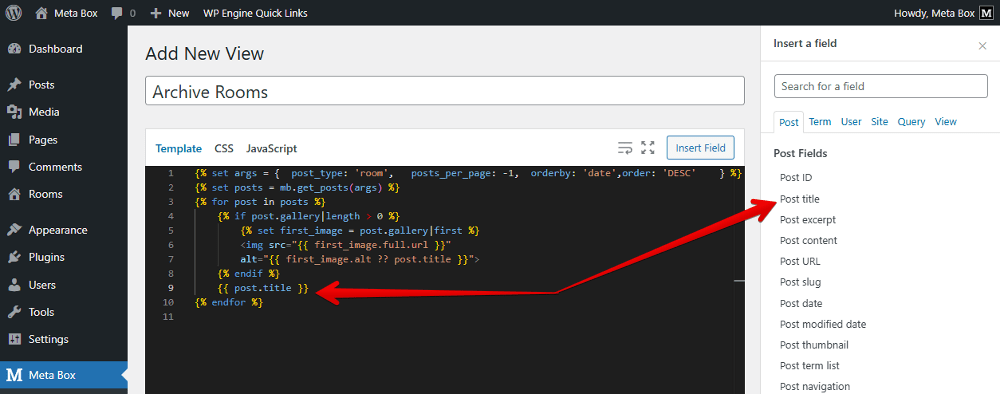 Meta Box
0
New
WP Engine Quick Links
Howdy, Meta Box
Dashboard
Posts
Media
Pages
Comments
Rooms
Appearance
Plugins
Users
Tools
Settings
Meta Box
Add New View
Archive Rooms
Template CSS JavaScript Insert Field
1 {% set args = {  post_type: 'room',   posts_per_page: -1,  orderby: 'date',order: 'DESC'    } %}
2 {% set posts = mb.get_posts(args) %}
3 {% for post in posts %}
4     {% if post.gallery|length > 0 %}
5         {% set first_image = post.gallery|first %}
6         <img src="{{ first_image.full.url }}"
7         alt="{{ first_image.alt ?? post.title }}">
8     {% endif %}
9     {{ post.title }}
10 {% endfor %}
11
Insert a field
Search for a field
Post Term User Site Query View
Post Fields
Post ID
Post title
Post excerpt
Post content
Post URL
Post slug
Post date
Post modified date
Post thumbnail
Post term list
Post navigation